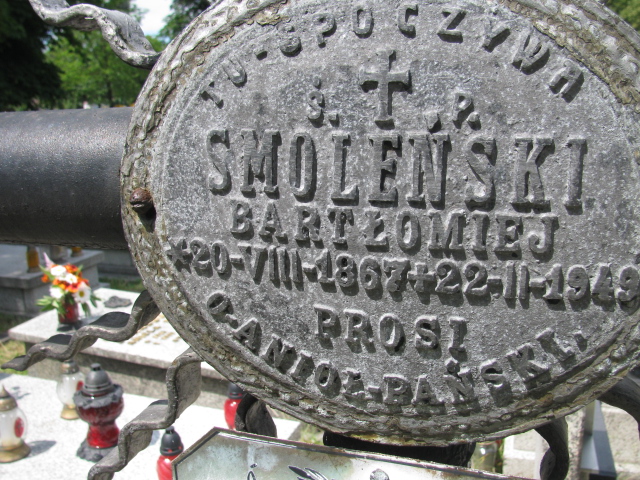 TU-SPOCZYWA
Ś. † P.
SMOLEŃSKI
BARTŁOMIEJ
*20-VIII-1867+22-II-1949
PROSI
O-ANIOŁ-PAŃSKI.